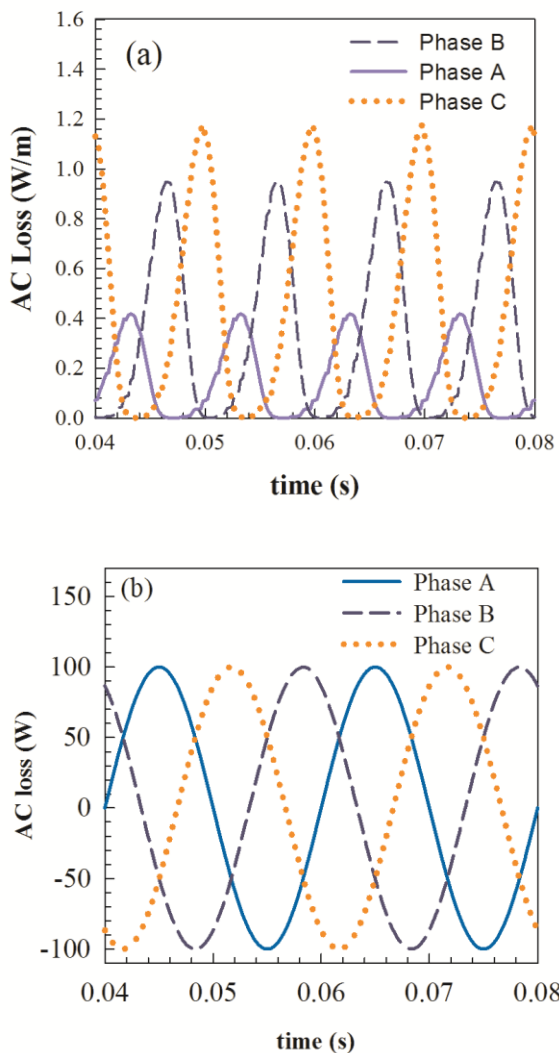 (a)
Phase B
Phase A
Phase C
AC Loss (W/m)
1.6
1.4
1.2
1.0
0.8
0.6
0.4
0.2
0.0
0.04 0.05 0.06 0.07 0.08
time (s)
(b)
Phase A
Phase B
Phase C
AC loss (W)
150
100
50
0
-50
-100
0.04 0.05 0.06 0.07 0.08
time (s)